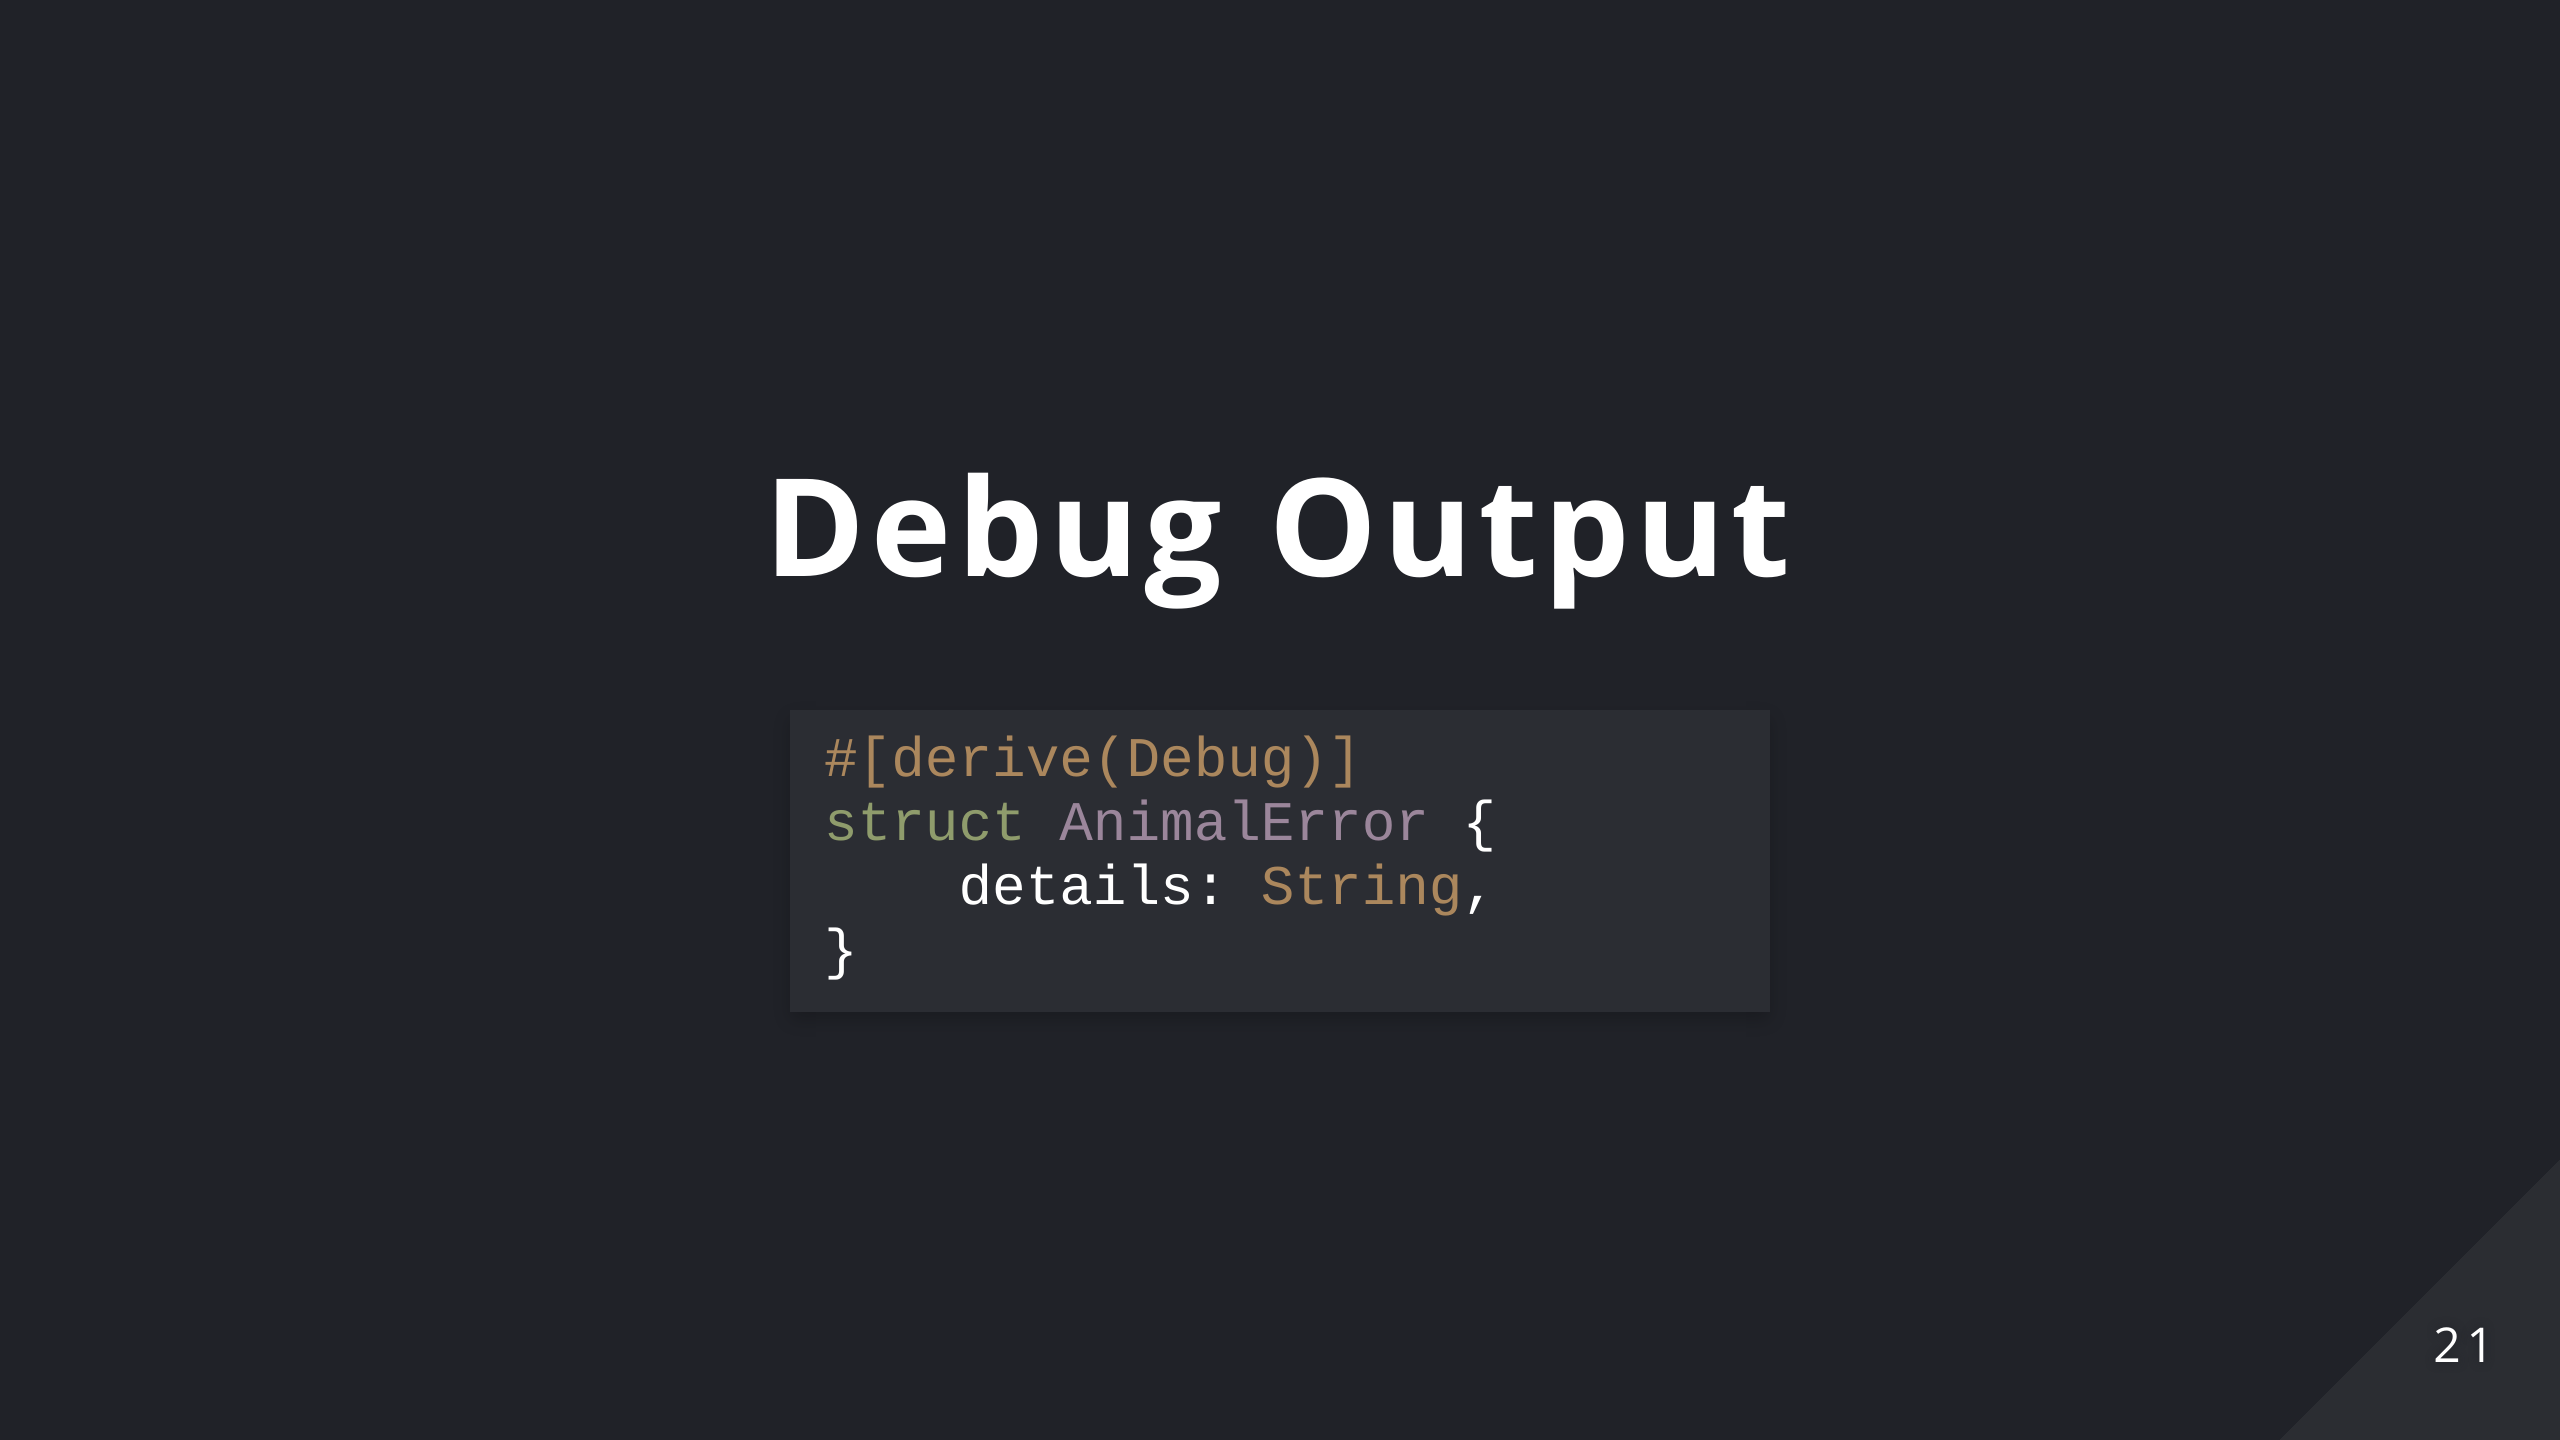 Debug Output
#[derive(Debug)]
struct AnimalError {
    details: String,
}
21